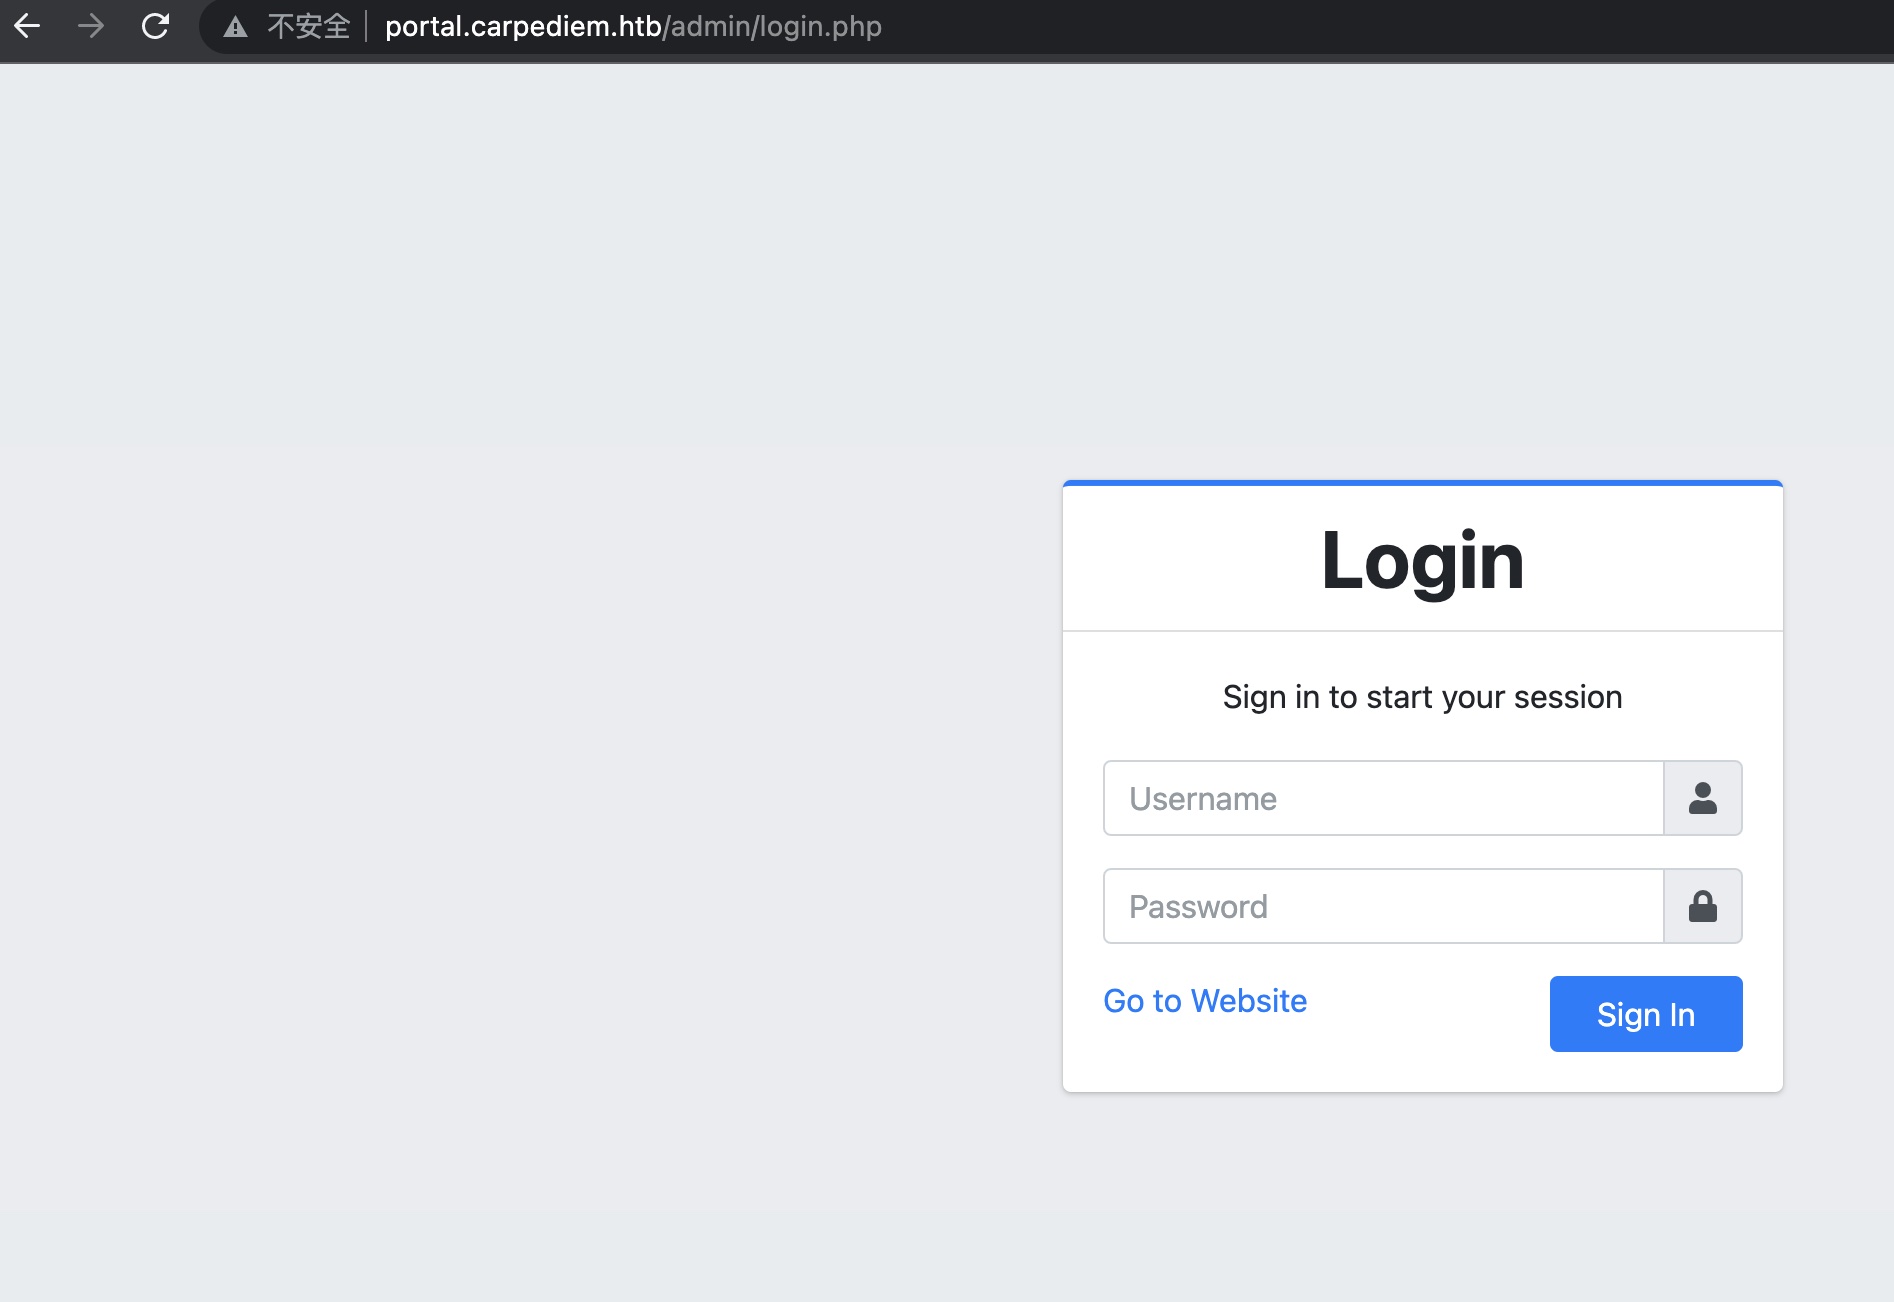 不安全 portal.carpediem.htb/admin/login.php
Login
Sign in to start your session
Username
Password
Go to Website
Sign In